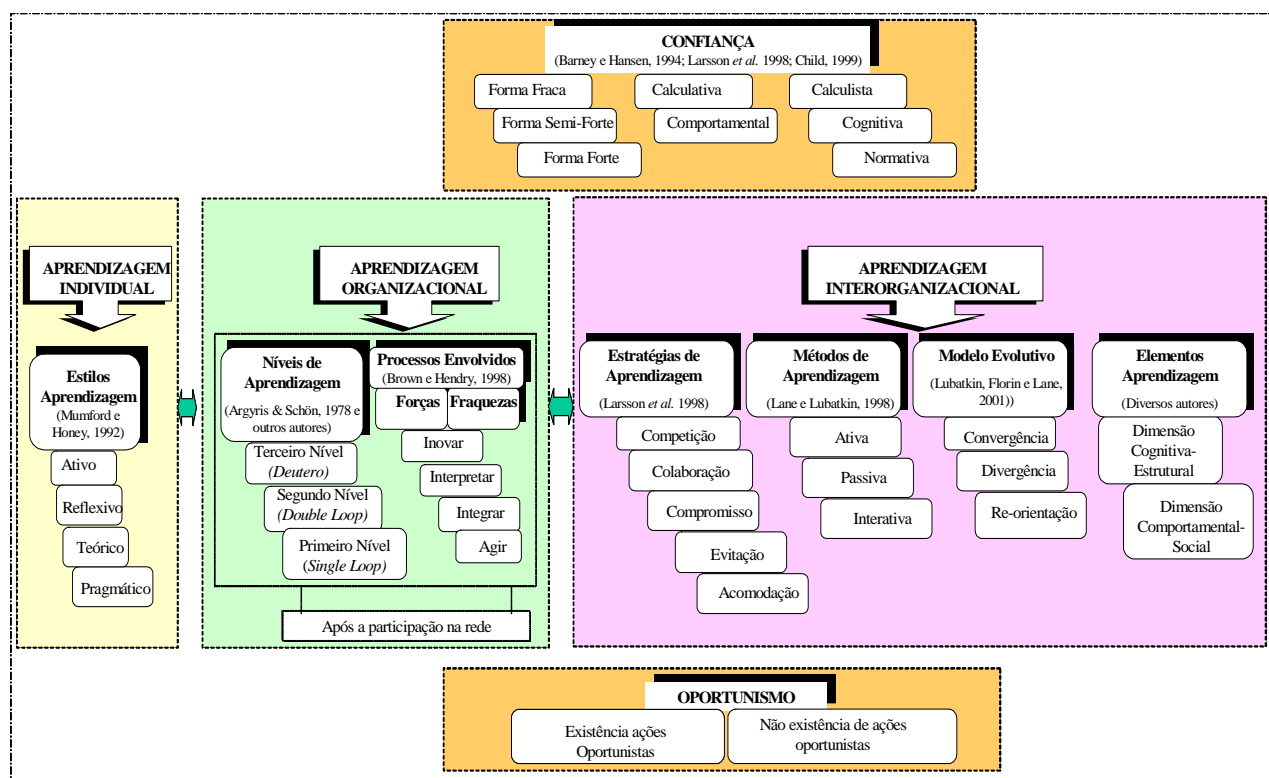 CONFIANÇA
(Barney e Hansen, 1994; Larsson et al. 1998; Child, 1999)
Forma Fraca
Forma Semi-Forte
Forma Forte
Calculativa
Comportamental
Calculista
Cognitiva
Normativa
APRENDIZAGEM
INDIVIDUAL
Estilos
Aprendizagem
(Mumford e
Honey, 1992)
Ativo
Reflexivo
Teórico
Pragmático
APRENDIZAGEM
ORGANIZACIONAL
Níveis de
Aprendizagem
(Argyris & Schön, 1978 e
outros autores)
Terceiro Nível
(Deutero)
Segundo Nível
(Double Loop)
Primeiro Nível
(Single Loop)
Processos Envolvidos
(Brown e Hendry, 1998)
Forças
Fraquezas
Inovar
Interpretar
Integrar
Agir
Após a participação na rede
APRENDIZAGEM
INTERORGANIZACIONAL
Estratégias de
Aprendizagem
(Larsson et al. 1998)
Competição
Colaboração
Compromisso
Evitação
Acomodação
Métodos de
Aprendizagem
(Lane e Lubatkin, 1998)
Ativa
Passiva
Interativa
Modelo Evolutivo
(Lubatkin, Florin e Lane,
2001))
Convergência
Divergência
Re-orientação
Elementos
Aprendizagem
(Diversos autores)
Dimensão
Cognitiva-
Estrutural
Dimensão
Comportamental-
Social
OPORTUNISMO
Existência ações
Oportunistas
Não existência de ações
oportunistas